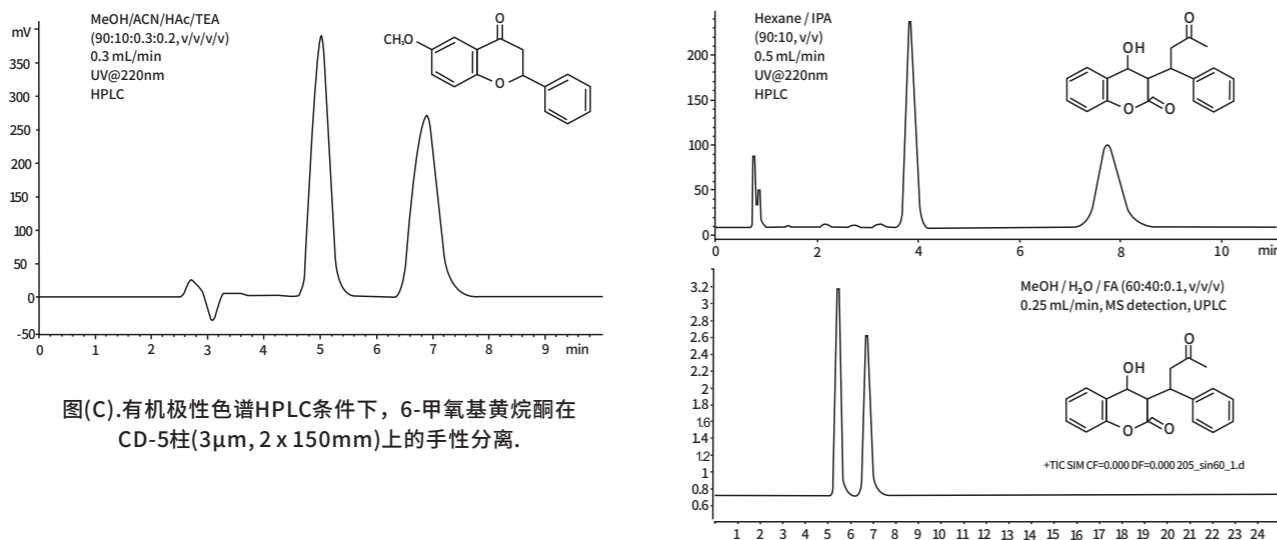 MeOH/ACN/HAc/TEA
(90:10:0.3:0.2, v/v/v/v)
0.3 mL/min
UV@220nm
HPLC
mV
350
300
250
200
150
100
50
0
-50
0 1 2 3 4 5 6 7 8 9 min
O
CH₃O
O
图(C).有机极性色谱HPLC条件下，6-甲氧基黄烷酮在
CD-5柱(3μm, 2 x 150mm)上的手性分离.
Hexane / IPA
(90:10, v/v)
0.5 mL/min
UV@220nm
HPLC
200
150
100
50
0
0 2 4 6 8 10 min
O
OH
O
O
MeOH / H₂O / FA (60:40:0.1, v/v/v)
0.25 mL/min, MS detection, UPLC
3.2
3
2.8
2.6
2.4
2.2
2
1.8
1.6
1.4
1.2
1
0.8
0.6
O
OH
O
O
+TIC SIM CF=0.000 DF=0.000 205_sin60_1.d
1 2 3 4 5 6 7 8 9 10 11 12 13 14 15 16 17 18 19 20 21 22 23 24